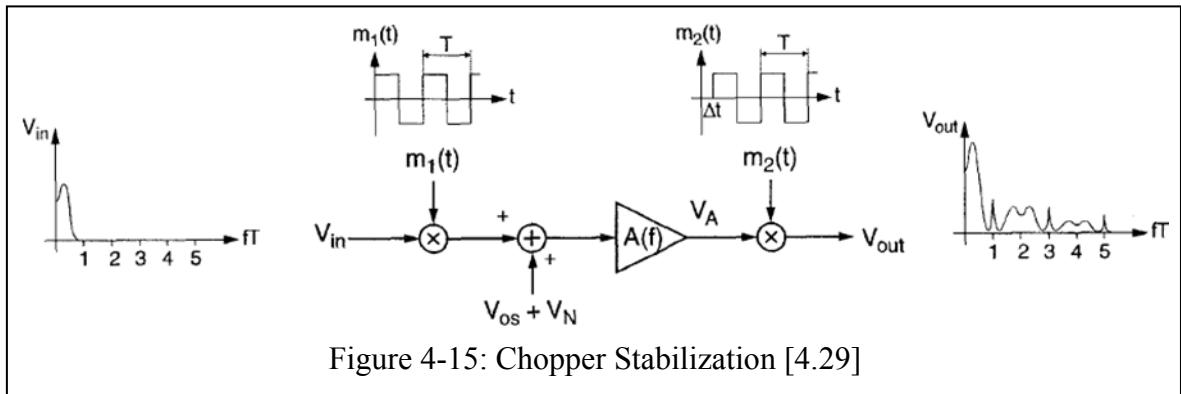 m₁(t)
T
t
m₂(t)
T
Δt
t
V_in
1 2 3 4 5
fT
m₁(t)
m₂(t)
V_in
+
+
A(f)
V_A
V_out
V_os + V_N
V_out
1 2 3 4 5
fT
Figure 4-15: Chopper Stabilization [4.29]